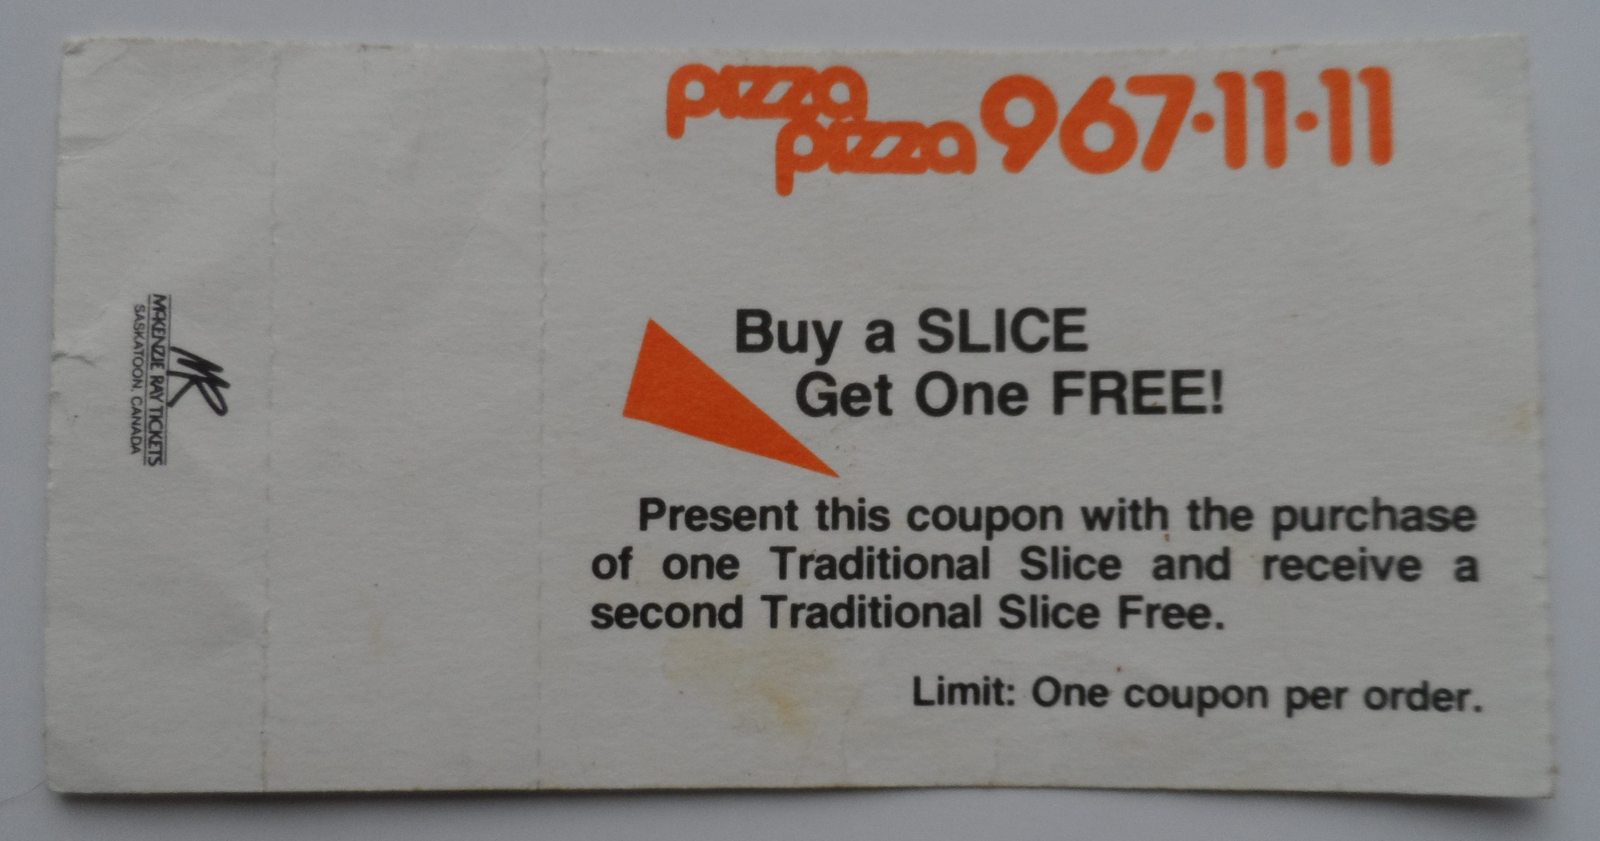 pizza
pizza 967·11·11
Buy a SLICE
Get One FREE!
Present this coupon with the purchase
of one Traditional Slice and receive a
second Traditional Slice Free.
Limit: One coupon per order.
MR
McKENZIE RAY TICKETS
SASKATOON, CANADA